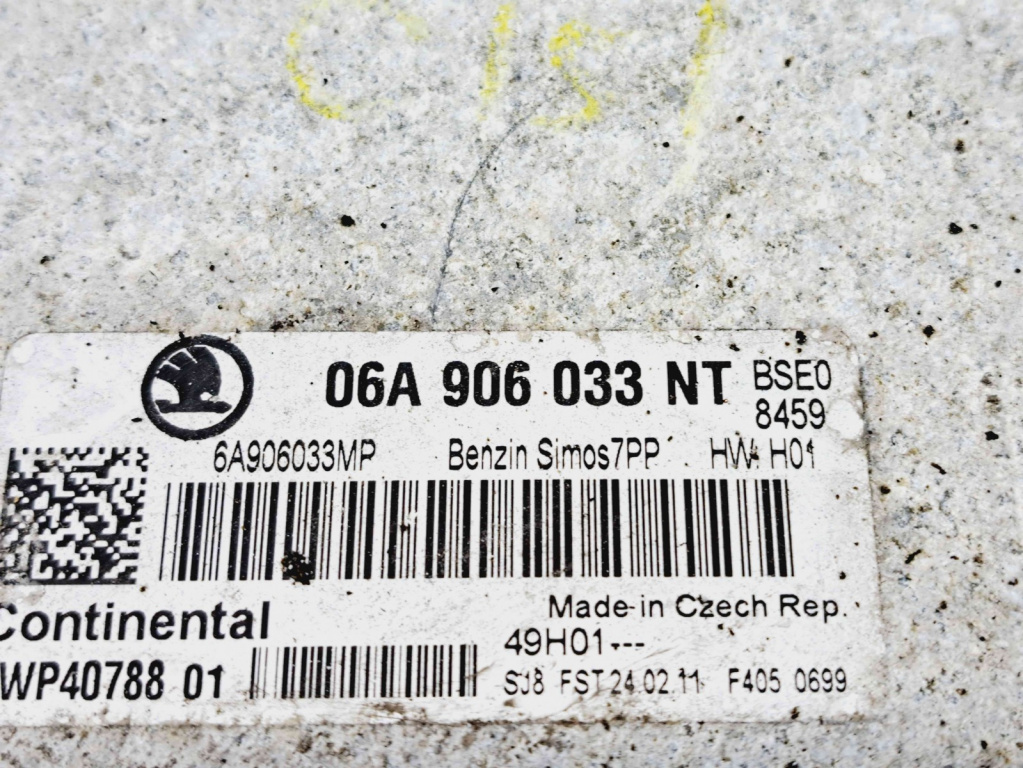 06A 906 033 NT BSE0
8459
6A906033MP Benzin Simos7PP HW: H01
Continental
Made in Czech Rep.
49H01---
WP40788 01
SJ8 FST 24 02 11 F405 0699